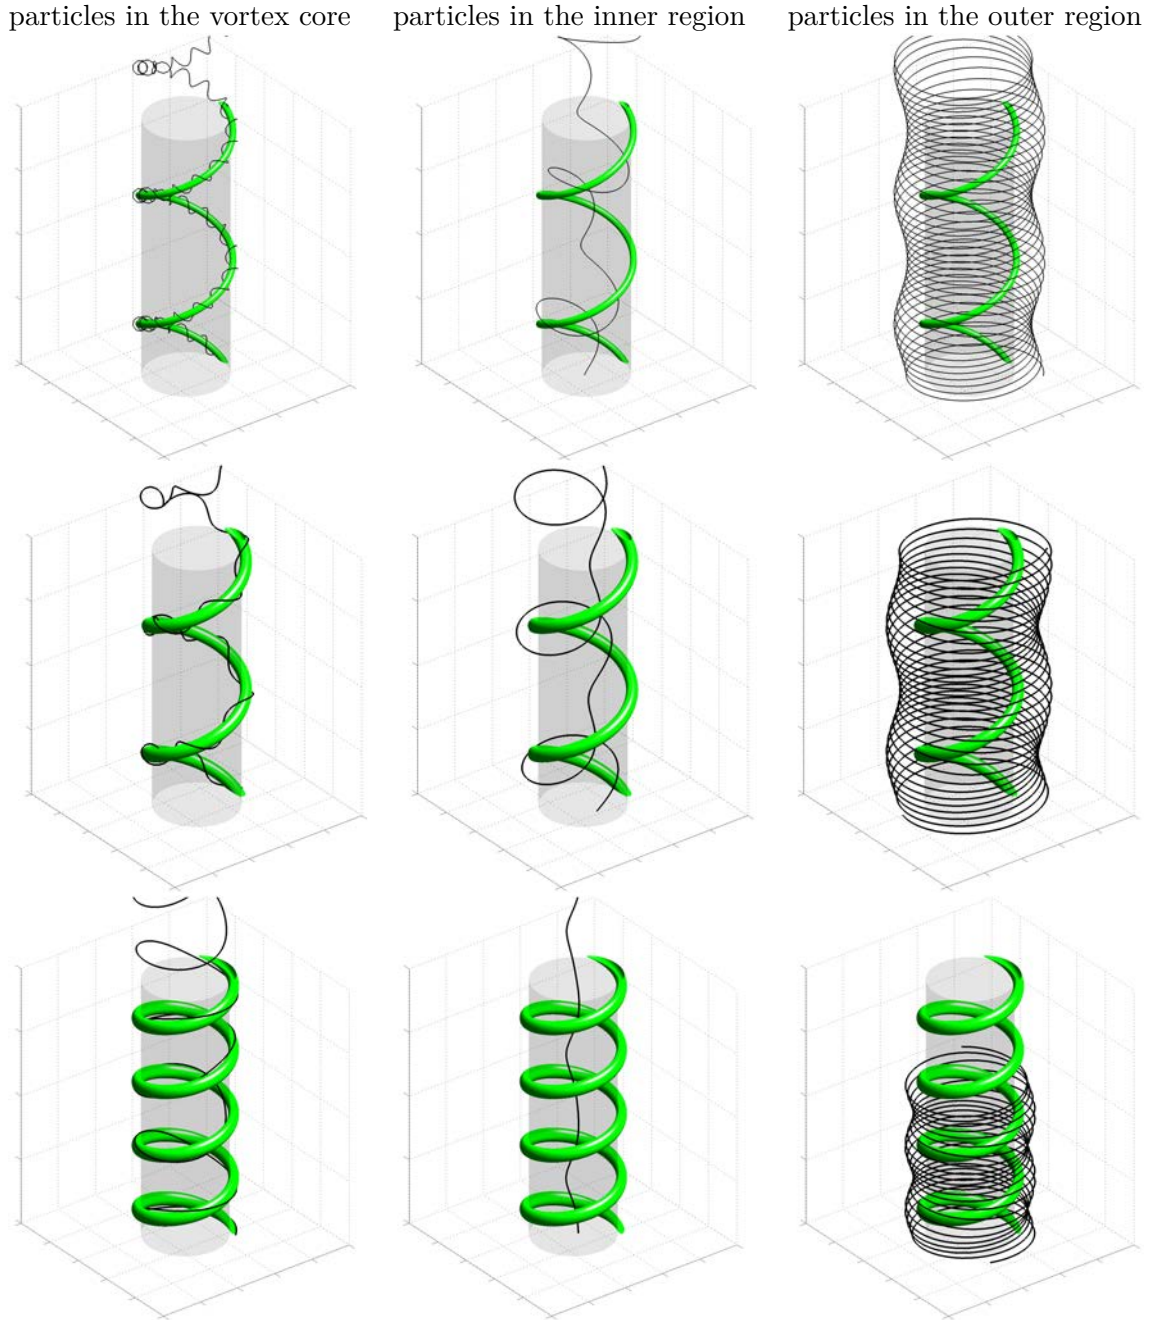 particles in the vortex core particles in the inner region particles in the outer region